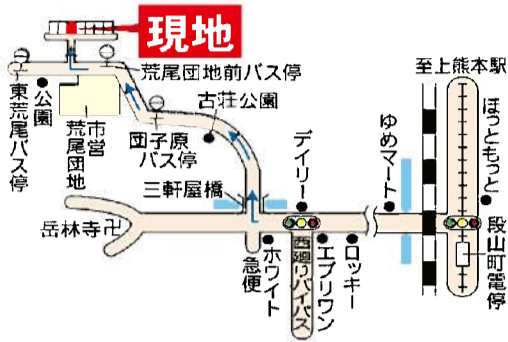 現地
荒尾団地前バス停
至上熊本駅
東荒尾バス停
公園
市営
荒尾団地
団子原
バス停
古荘公園
デイリー
ゆめマート
ほっともっと
三軒屋橋
岳林寺卍
ホワイト
急便
西廻りバイパス
エブリワン
ロッキー
段山町電停